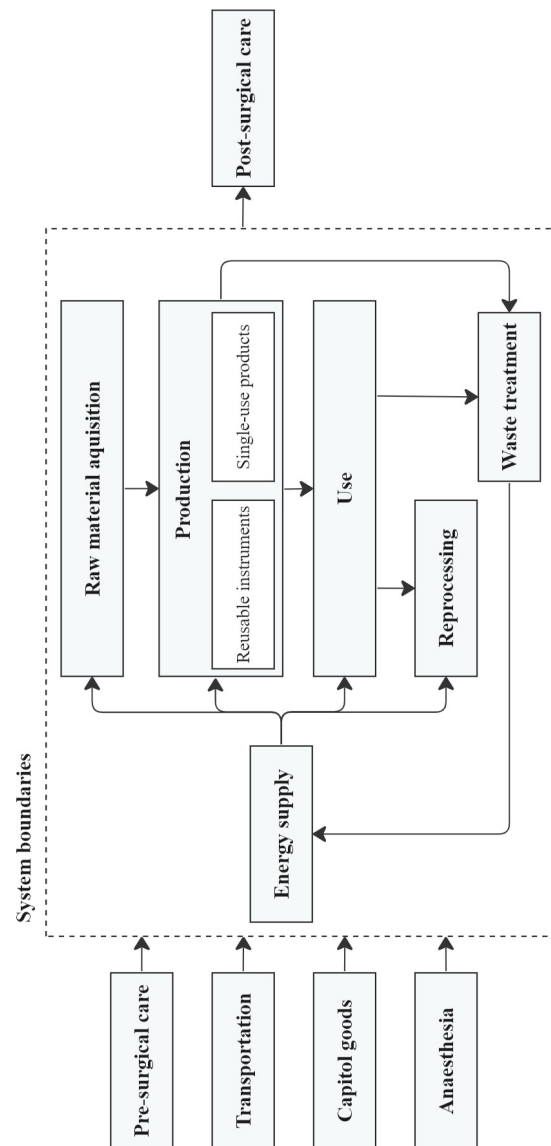 System boundaries
Pre-surgical care
Transportation
Capitol goods
Anaesthesia
Energy supply
Raw material aquisition
Production
Reusable instruments
Single-use products
Use
Reprocessing
Waste treatment
Post-surgical care